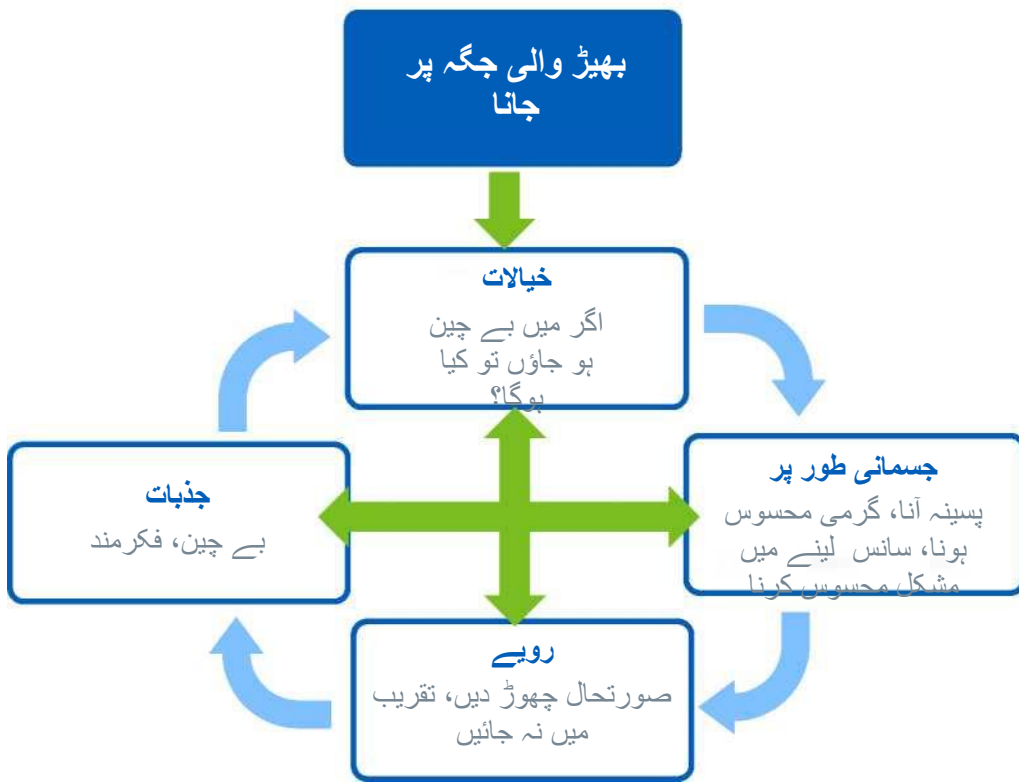 بھیڑ والی جگہ پر
جانا
خیالات
اگر میں بے چین
ہو جاؤں تو کیا
ہوگا؟
جسمانی طور پر
پسینہ آنا، گرمی محسوس
ہونا، سانس لینے میں
مشکل محسوس کرنا
رویے
صورتحال چھوڑ دیں، تقریب
میں نہ جائیں
جذبات
بے چین، فکرمند